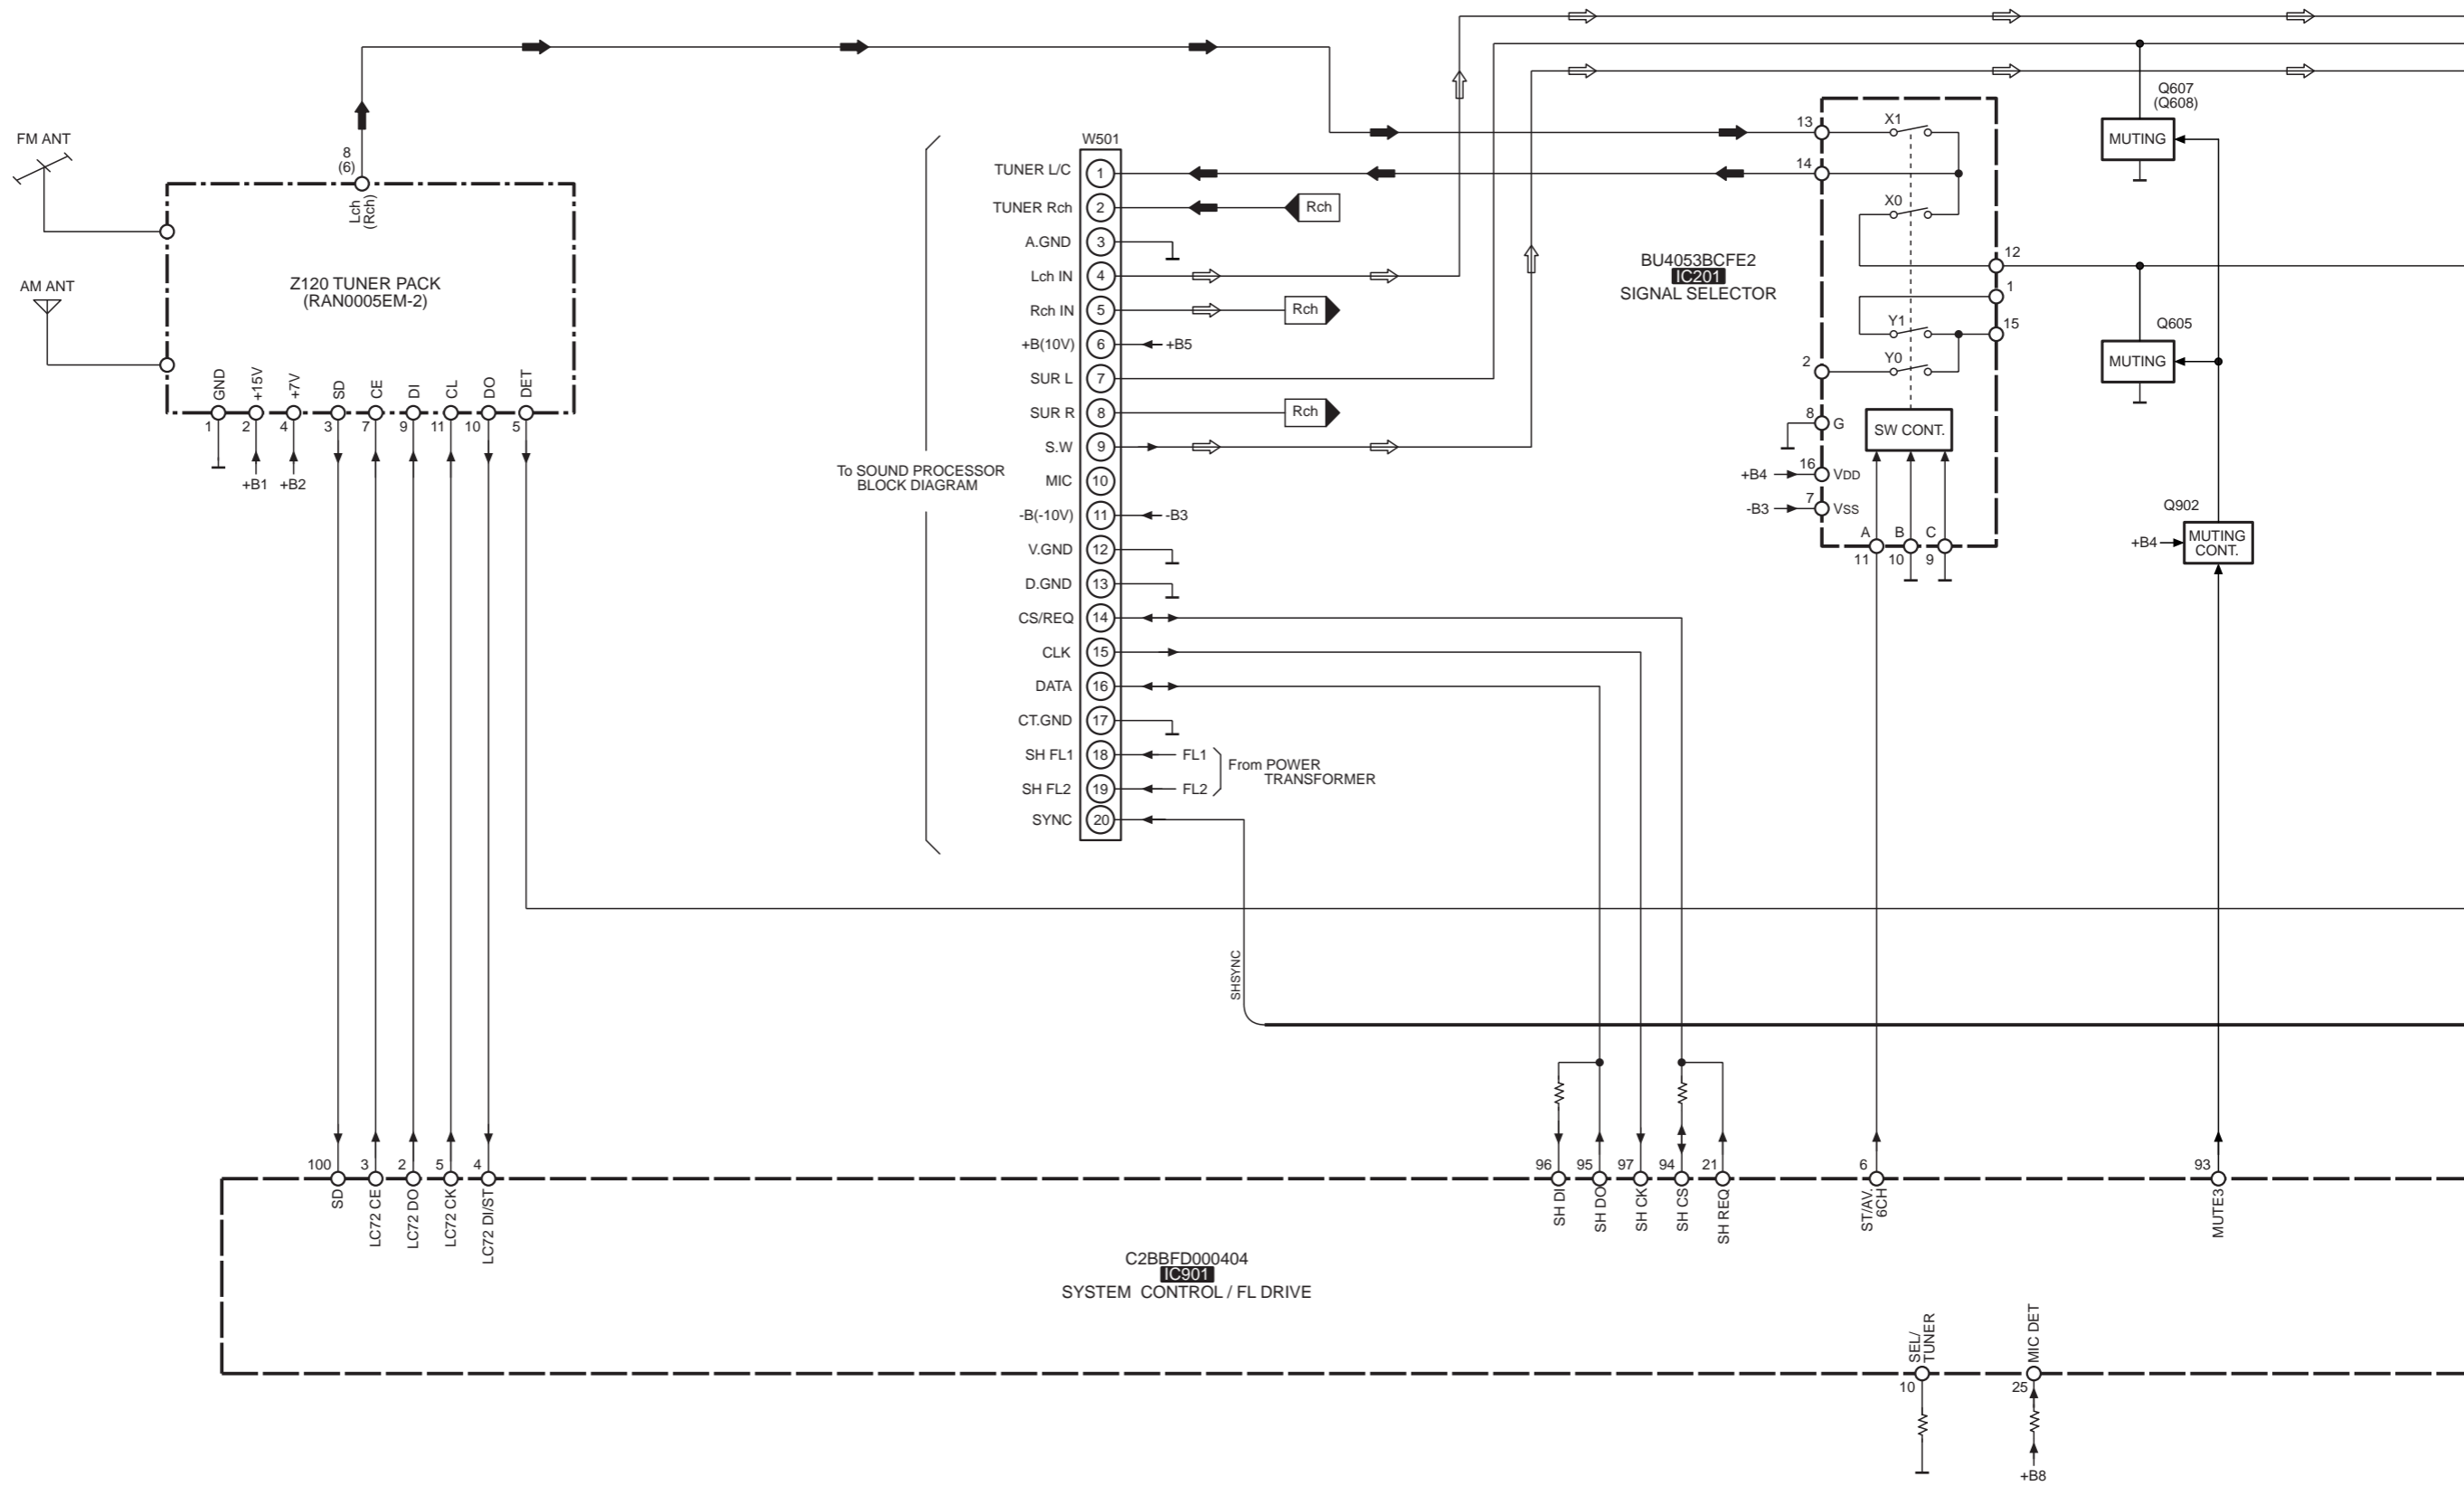 FM ANT
AM ANT
8
(6)
Lch
(Rch)
Z120 TUNER PACK
(RAN0005EM-2)
GND
+15V
+7V
SD
CE
DI
CL
DO
DET
1
2
4
3
7
9
11
10
5
+B1
+B2
To SOUND PROCESSOR
BLOCK DIAGRAM
W501
TUNER L/C
1
TUNER Rch
2
Rch
A.GND
3
Lch IN
4
Rch IN
5
Rch
+B(10V)
6
+B5
SUR L
7
SUR R
8
Rch
S.W
9
MIC
10
-B(-10V)
11
-B3
V.GND
12
D.GND
13
CS/REQ
14
CLK
15
DATA
16
CT.GND
17
SH FL1
18
FL1
SH FL2
19
FL2
From POWER
TRANSFORMER
SYNC
20
SHSYNC
BU4053BCFE2
IC201
SIGNAL SELECTOR
13
X1
14
X0
12
1
Y1
15
2
Y0
8
G
SW CONT.
+B4
16
VDD
-B3
7
VSS
A
B
C
11
10
9
Q607
(Q608)
MUTING
Q605
MUTING
Q902
+B4
MUTING
CONT.
100
3
2
5
4
SD
LC72 CE
LC72 DO
LC72 CK
LC72 DI/ST
96
95
97
94
21
SH DI
SH DO
SH CK
SH CS
SH REQ
6
ST/AV.
6CH
93
MUTE3
C2BBFD000404
IC901
SYSTEM CONTROL / FL DRIVE
SEL/
TUNER
10
MIC DET
25
+B8